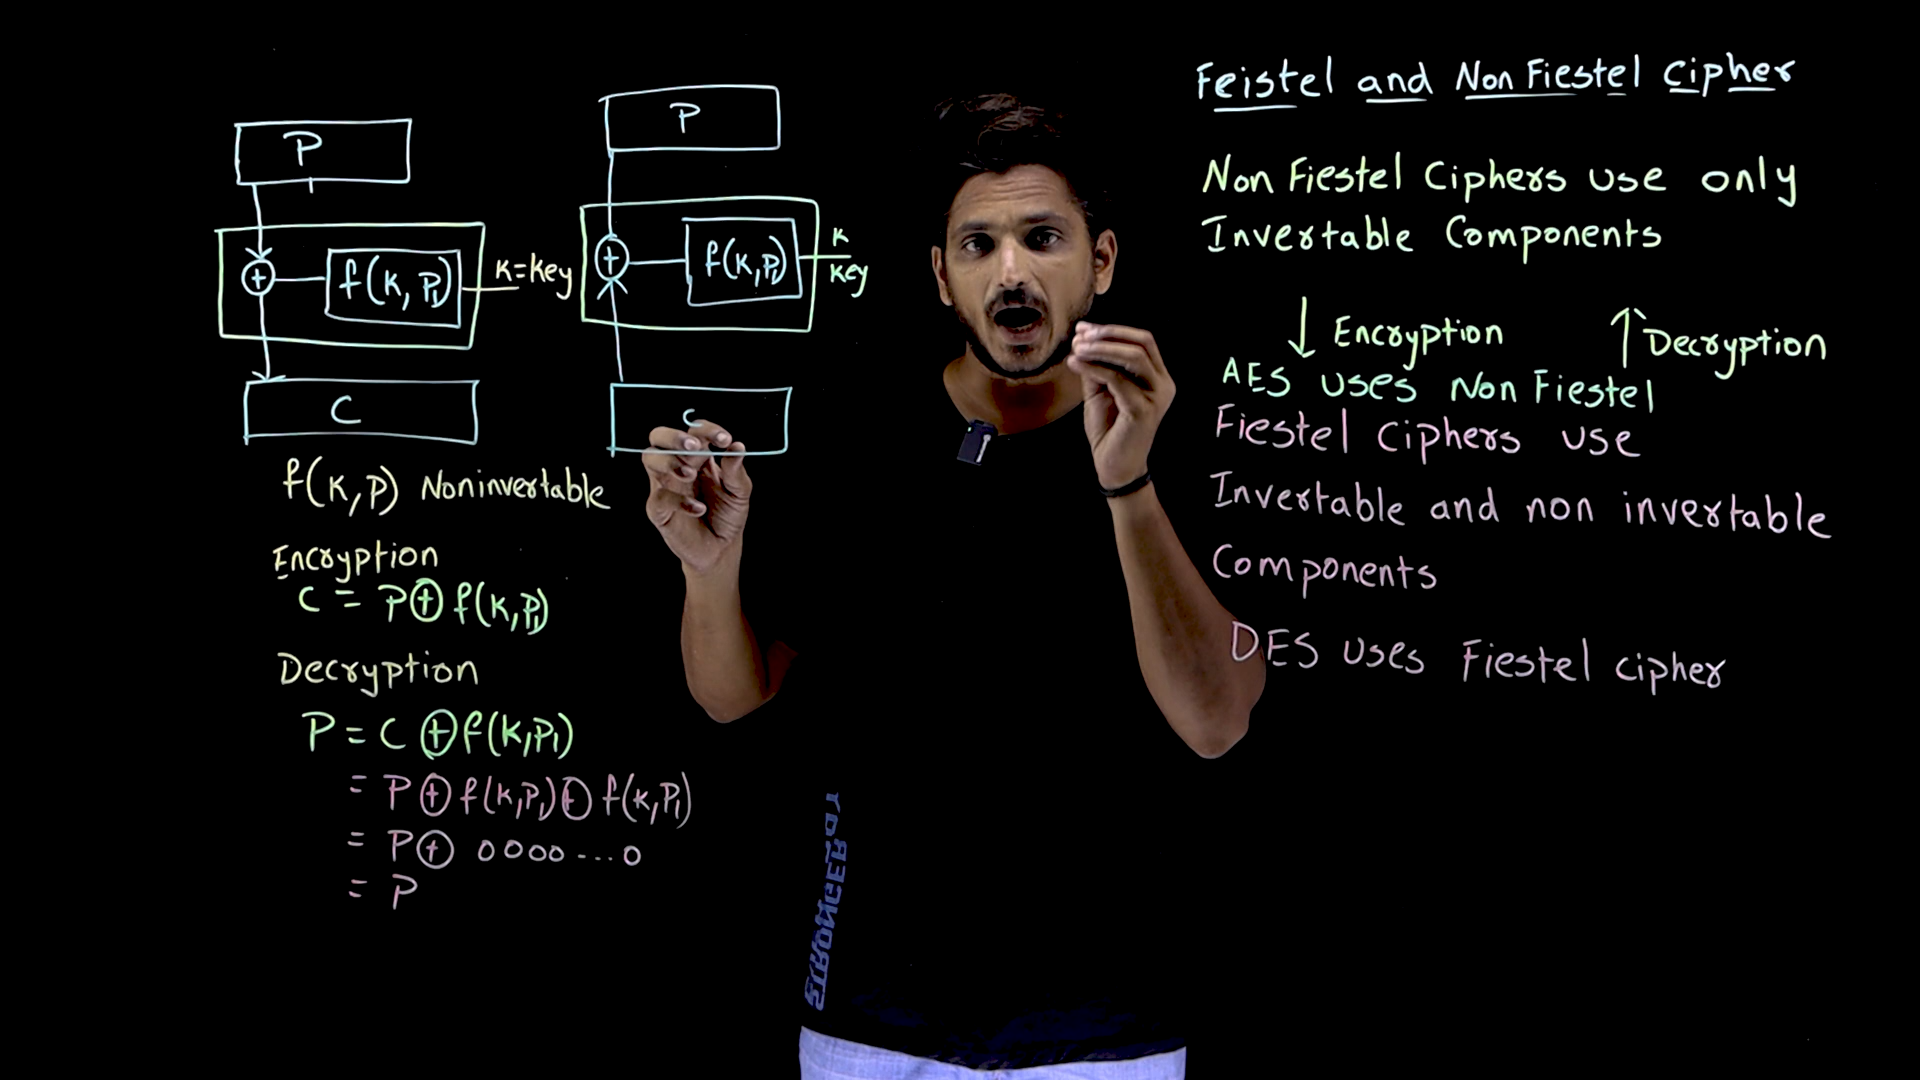 Feistel and Non Fiestel Cipher
Non Fiestel Ciphers use only
Invertable Components
↓ Encryption ↑ Decryption
AES uses Non Fiestel
Fiestel Ciphers use
Invertable and non invertable
Components
DES uses Fiestel cipher
P
f(K, P₁)
K=Key
C
P
f(K,P₁)
K
Key
C
f(K,P) Noninvertable
Encryption
C = P⊕f(K,P₁)
Decryption
P = C ⊕ f(K,P₁)
= P⊕f(K,P₁)⊕f(K,P₁)
= P⊕ 0000...0
= P